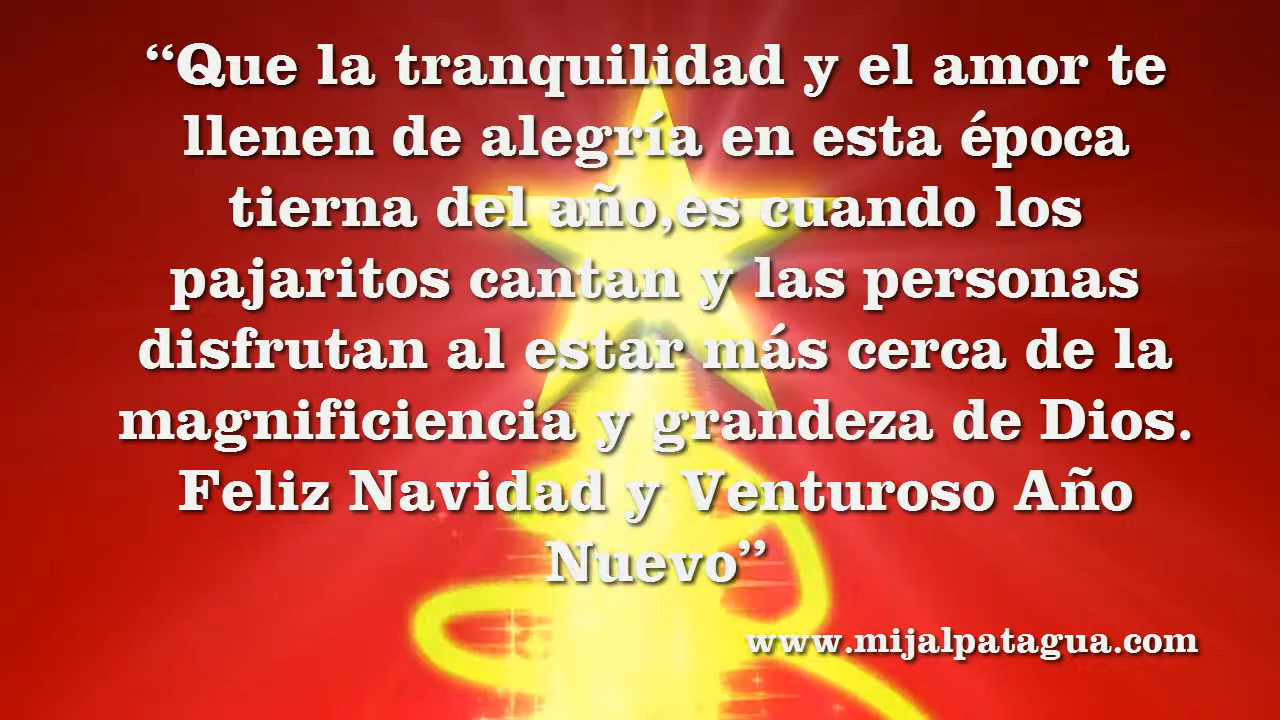 “Que la tranquilidad y el amor te
llenen de alegría en esta época
tierna del año,es cuando los
pajaritos cantan y las personas
disfrutan al estar más cerca de la
magnificiencia y grandeza de Dios.
Feliz Navidad y Venturoso Año
Nuevo”
www.mijalpatagua.com